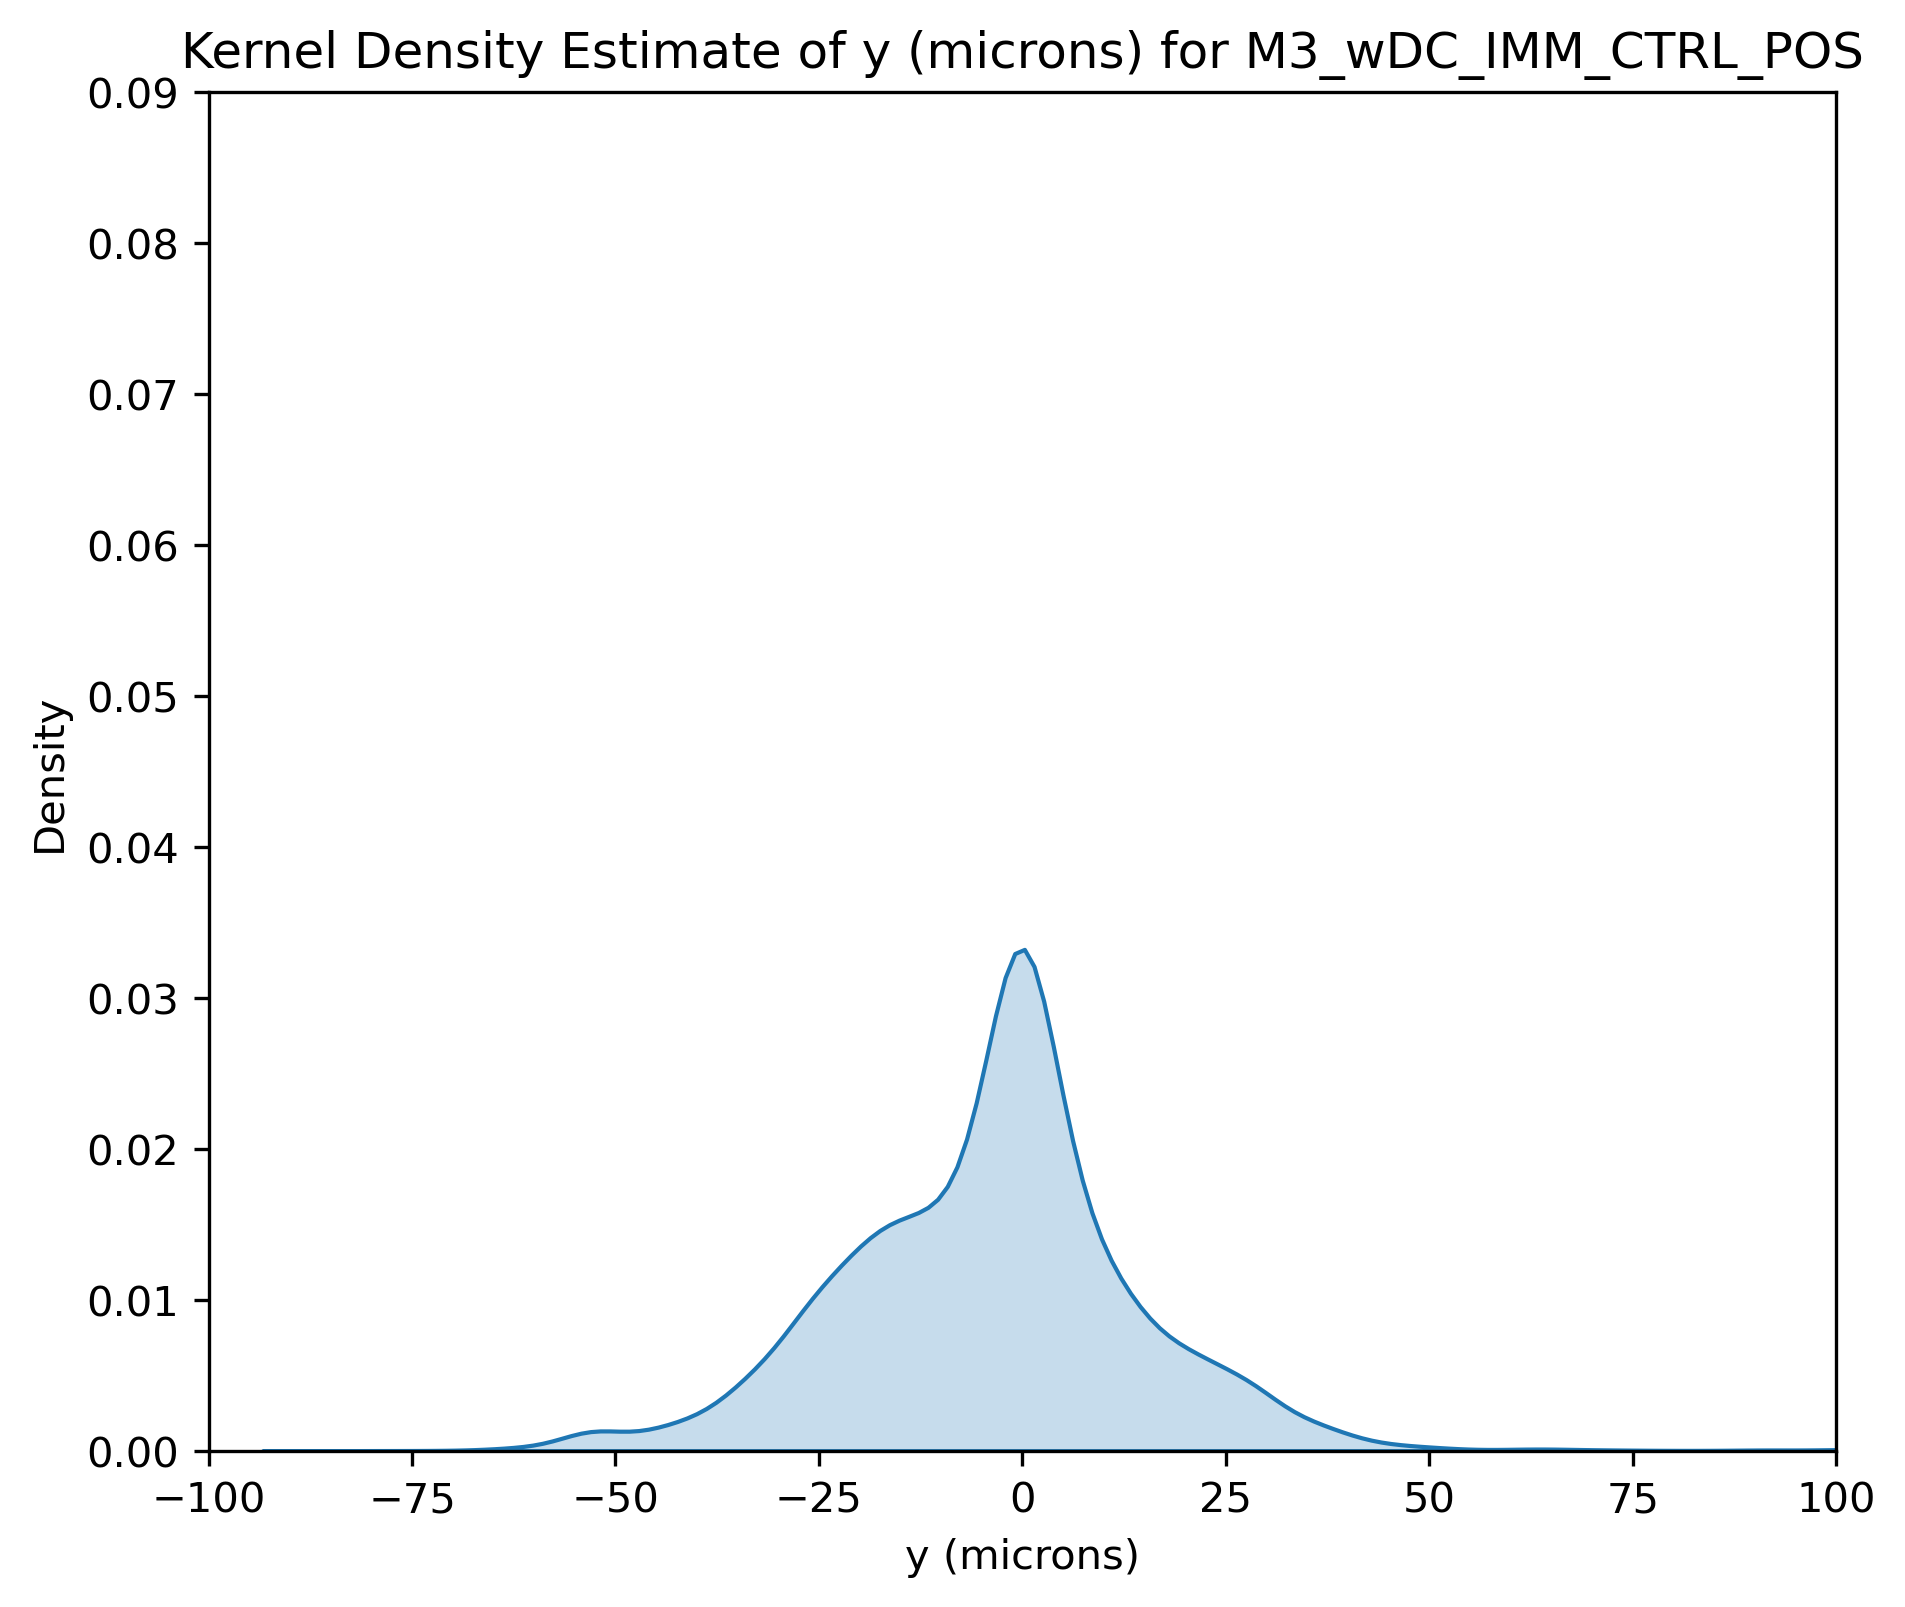 Kernel Density Estimate of y (microns) for M3_wDC_IMM_CTRL_POS
0.09
0.08
0.07
0.06
0.05
0.04
0.03
0.02
0.01
0.00
Density
−100 −75 −50 −25 0 25 50 75 100
y (microns)